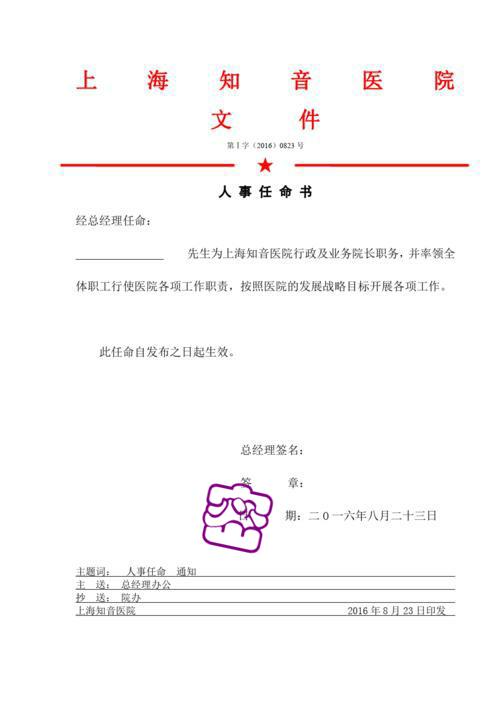 上海知音医院
文件
第I字（2016）0823号
人事任命书
经总经理任命：
先生为上海知音医院行政及业务院长职务，并率领全
体职工行使医院各项工作职责，按照医院的发展战略目标开展各项工作。
此任命自发布之日起生效。
总经理签名：
签 章：
日 期：二O一六年八月二十三日
主题词： 人事任命 通知
主 送： 总经理办公
抄 送： 院办
上海知音医院 2016年8月23日印发